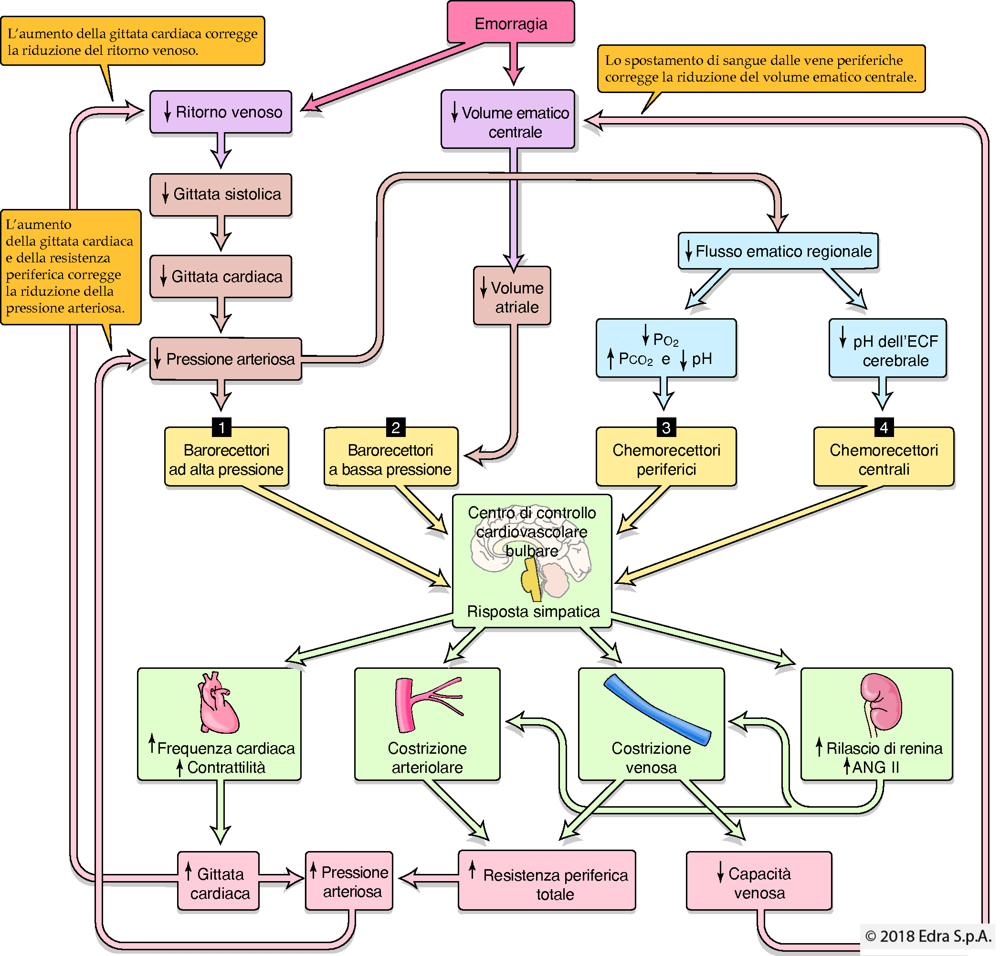 Emorragia
L’aumento della gittata cardiaca corregge
la riduzione del ritorno venoso.
Lo spostamento di sangue dalle vene periferiche
corregge la riduzione del volume ematico centrale.
↓ Ritorno venoso
↓ Volume ematico
centrale
↓ Gittata sistolica
L’aumento
della gittata cardiaca
e della resistenza
periferica corregge
la riduzione della
pressione arteriosa.
↓ Flusso ematico regionale
↓ Gittata cardiaca
↓ Volume
atriale
↓ Pressione arteriosa
↓ PO2
↑ PCO2 e ↓ pH
↓ pH dell’ECF
cerebrale
1
Barorecettori
ad alta pressione
2
Barorecettori
a bassa pressione
3
Chemorecettori
periferici
4
Chemorecettori
centrali
Centro di controllo
cardiovascolare
bulbare
Risposta simpatica
↑ Frequenza cardiaca
↑ Contrattilità
Costrizione
arteriolare
Costrizione
venosa
↑ Rilascio di renina
↑ ANG II
↑ Gittata
cardiaca
↑ Pressione
arteriosa
↑ Resistenza periferica
totale
↓ Capacità
venosa
© 2018 Edra S.p.A.